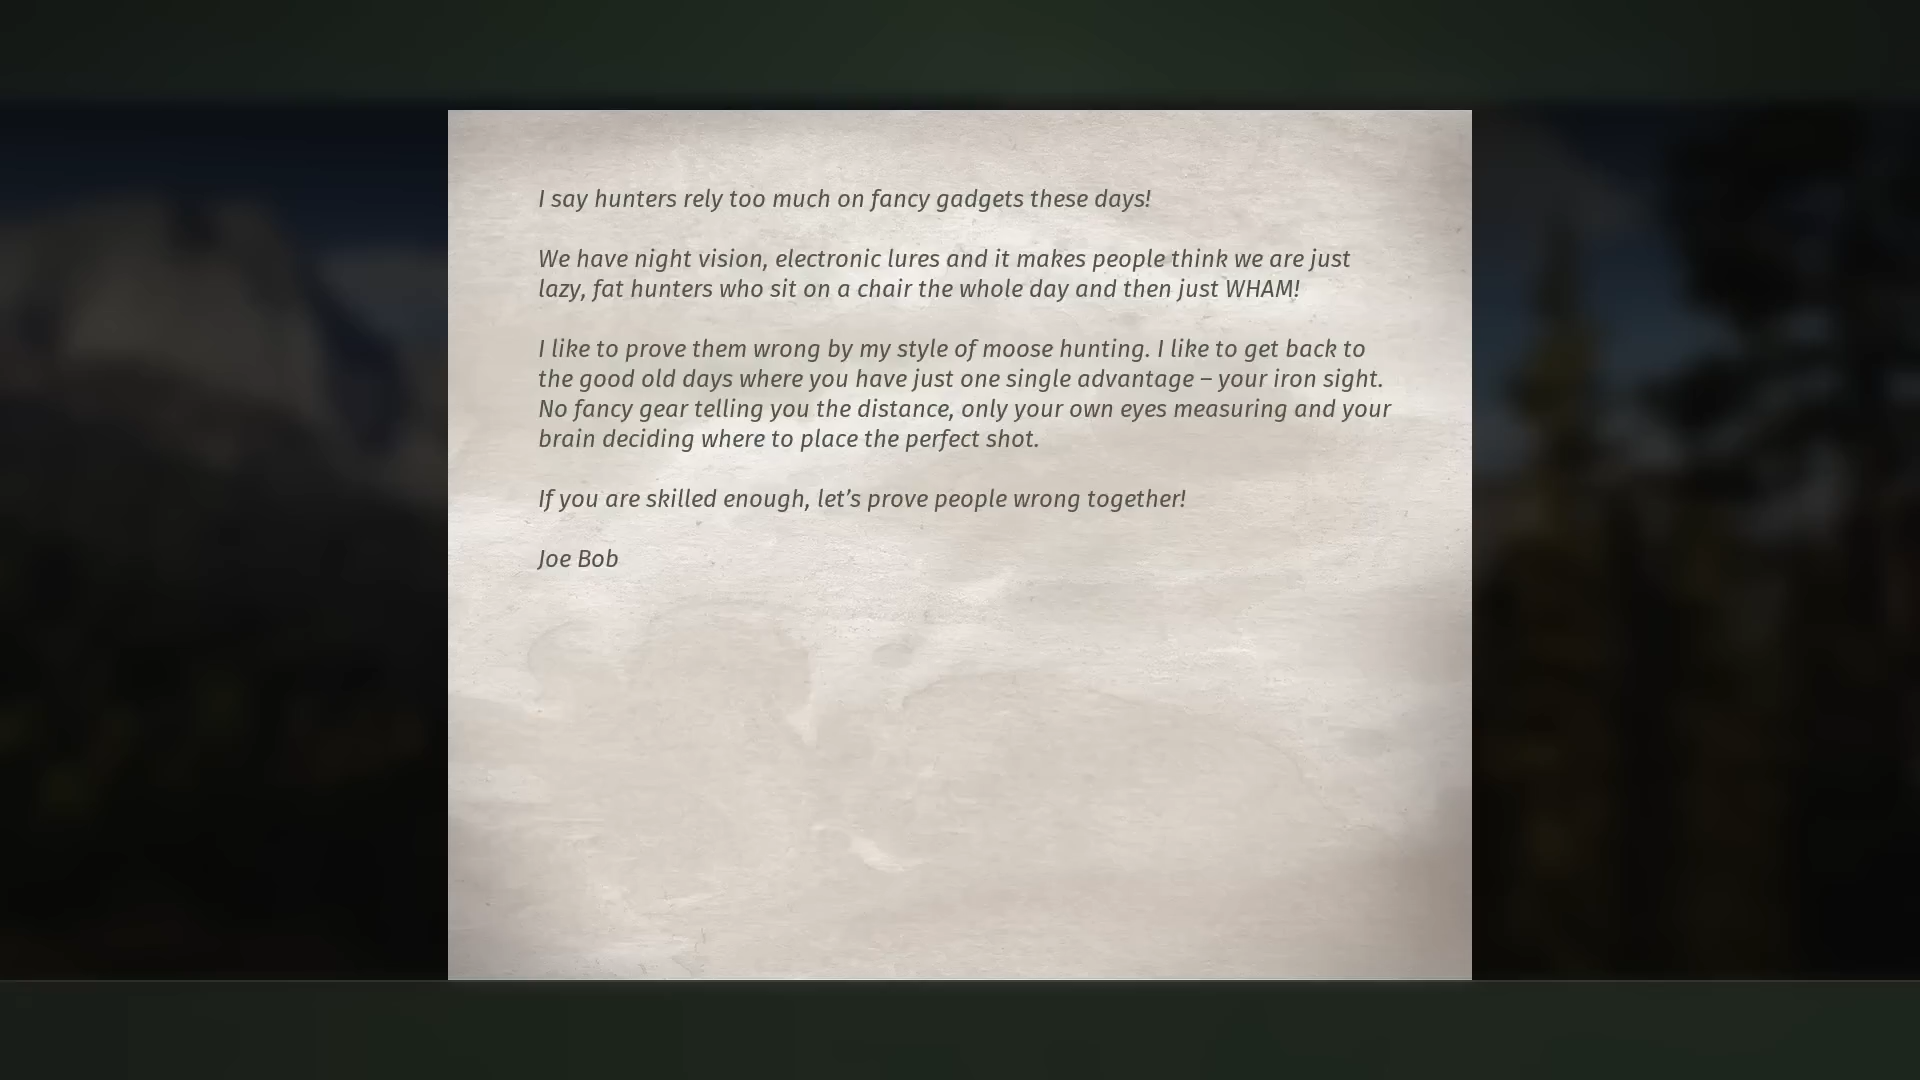 I say hunters rely too much on fancy gadgets these days!
We have night vision, electronic lures and it makes people think we are just
lazy, fat hunters who sit on a chair the whole day and then just WHAM!
I like to prove them wrong by my style of moose hunting. I like to get back to
the good old days where you have just one single advantage – your iron sight.
No fancy gear telling you the distance, only your own eyes measuring and your
brain deciding where to place the perfect shot.
If you are skilled enough, let’s prove people wrong together!
Joe Bob